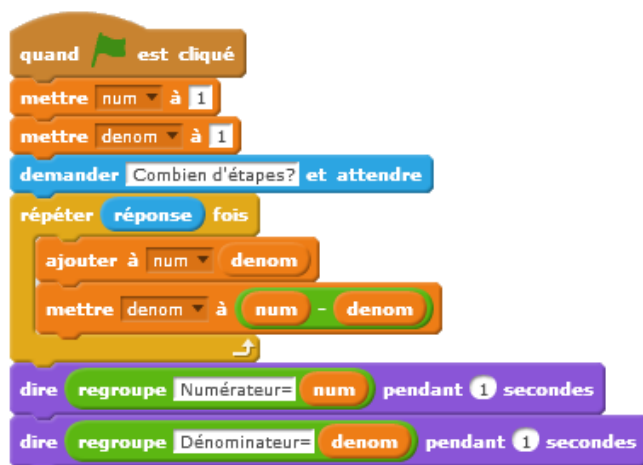 quand est cliqué
mettre num à 1
mettre denom à 1
demander Combien d'étapes? et attendre
répéter réponse fois
ajouter à num denom
mettre denom à num - denom
dire regroupe Numérateur= num pendant 1 secondes
dire regroupe Dénominateur= denom pendant 1 secondes